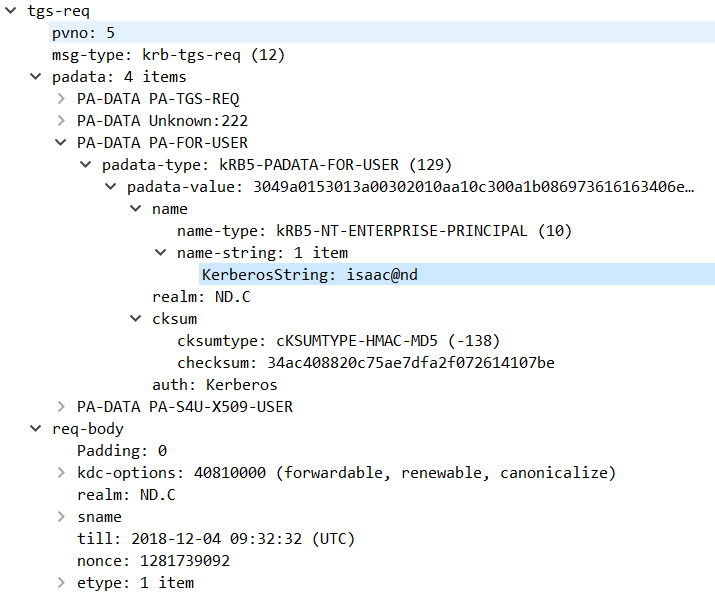 tgs-req
pvno: 5
msg-type: krb-tgs-req (12)
padata: 4 items
PA-DATA PA-TGS-REQ
PA-DATA Unknown:222
PA-DATA PA-FOR-USER
padata-type: kRB5-PADATA-FOR-USER (129)
padata-value: 3049a0153013a00302010aa10c300a1b086973616163406e…
name
name-type: kRB5-NT-ENTERPRISE-PRINCIPAL (10)
name-string: 1 item
KerberosString: isaac@nd
realm: ND.C
cksum
cksumtype: cKSUMTYPE-HMAC-MD5 (-138)
checksum: 34ac408820c75ae7dfa2f072614107be
auth: Kerberos
PA-DATA PA-S4U-X509-USER
req-body
Padding: 0
kdc-options: 40810000 (forwardable, renewable, canonicalize)
realm: ND.C
sname
till: 2018-12-04 09:32:32 (UTC)
nonce: 1281739092
etype: 1 item